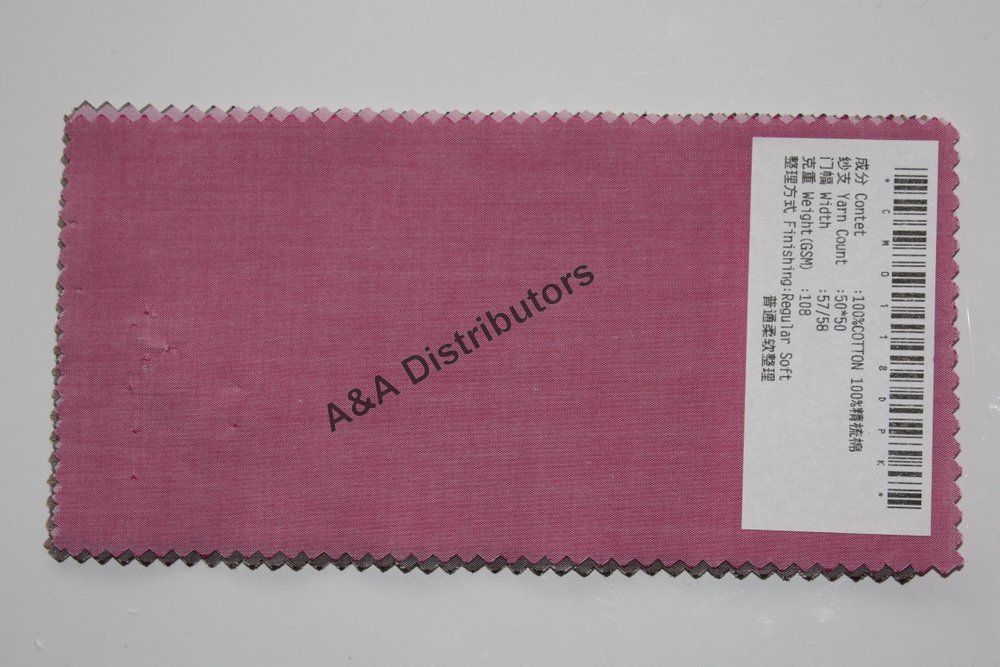 *CMD118DPK*
成分 Contet :100%COTTON 100%精梳棉
纱支 Yarn Count :50*50
门幅 Width :57/58
克重 Weight(GSM) :108
整理方式 Finishing:Regular Soft
普通柔软整理
A&A Distributors